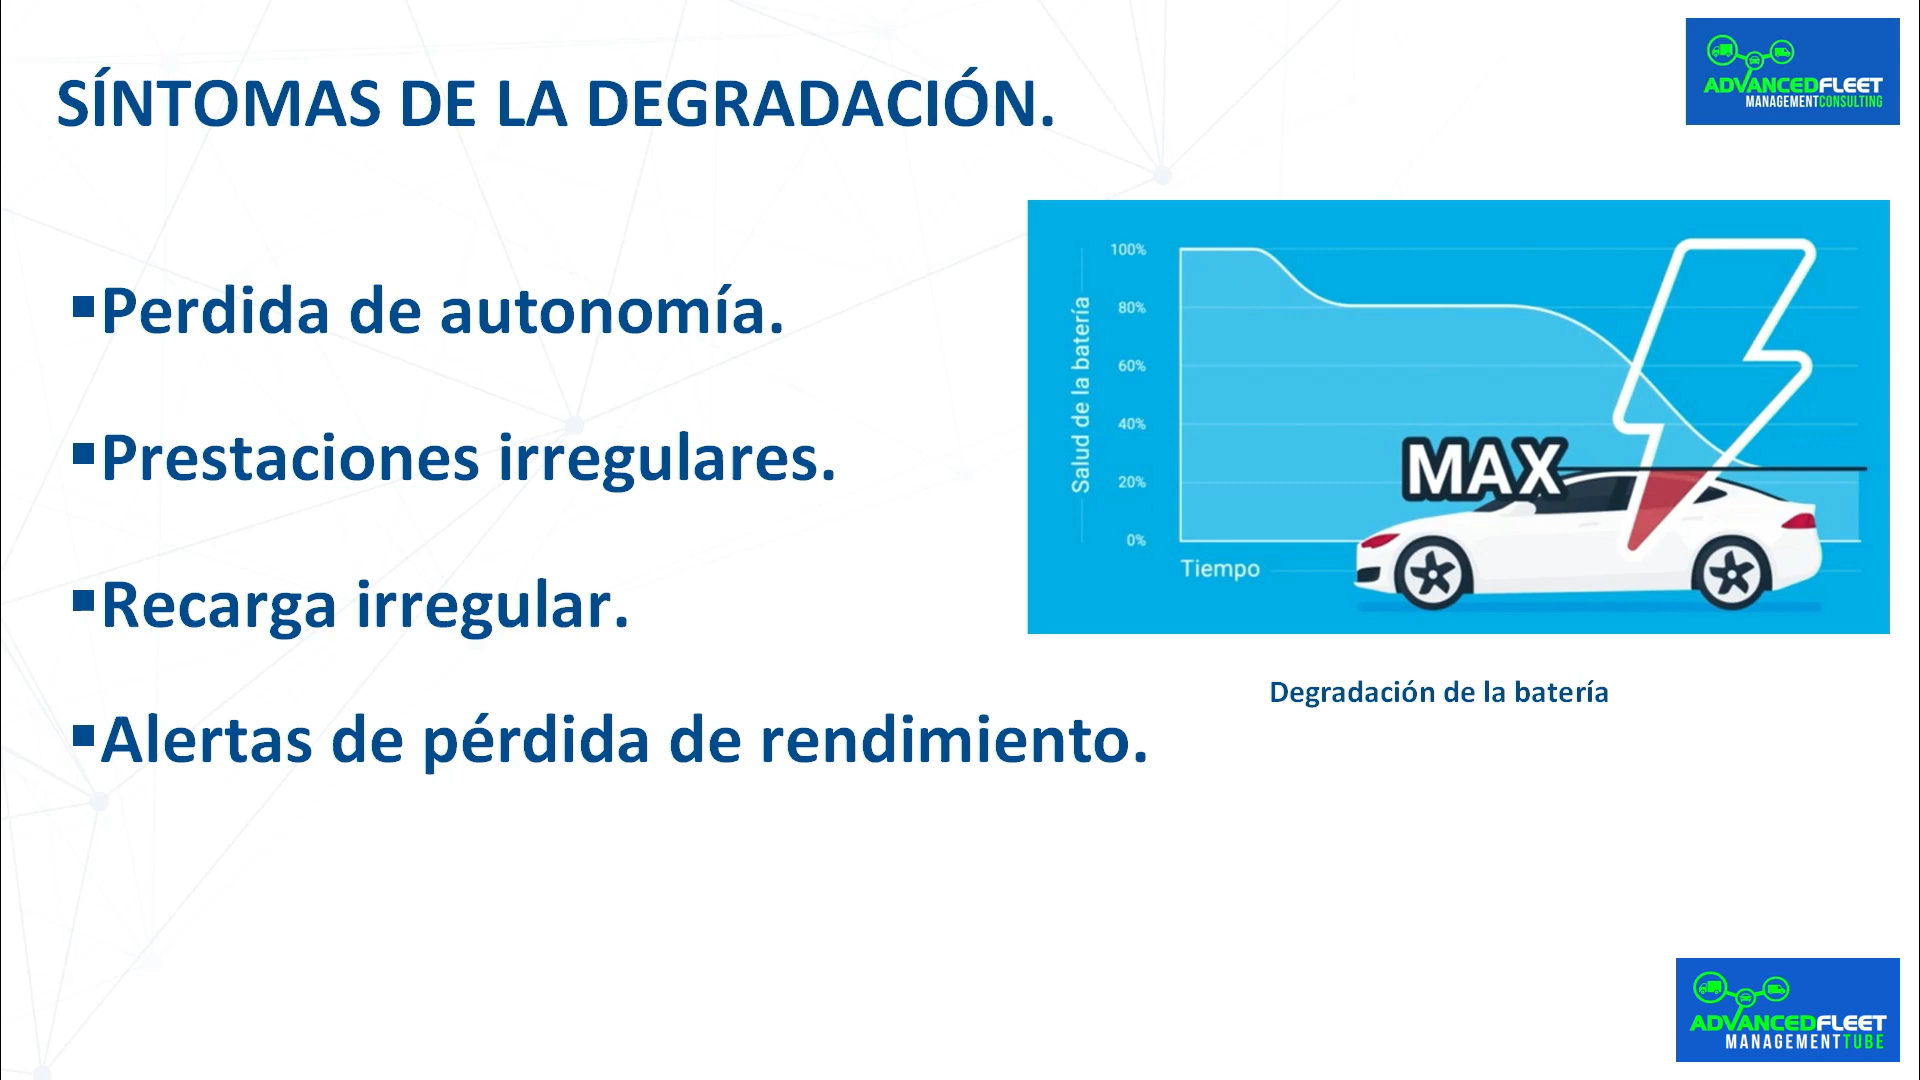 SÍNTOMAS DE LA DEGRADACIÓN.
ADVANCEDFLEET
MANAGEMENTCONSULTING
▪Perdida de autonomía.
▪Prestaciones irregulares.
▪Recarga irregular.
▪Alertas de pérdida de rendimiento.
Salud de la batería
100%
80%
60%
40%
20%
0%
MAX
Tiempo
Degradación de la batería
ADVANCEDFLEET
MANAGEMENTTUBE